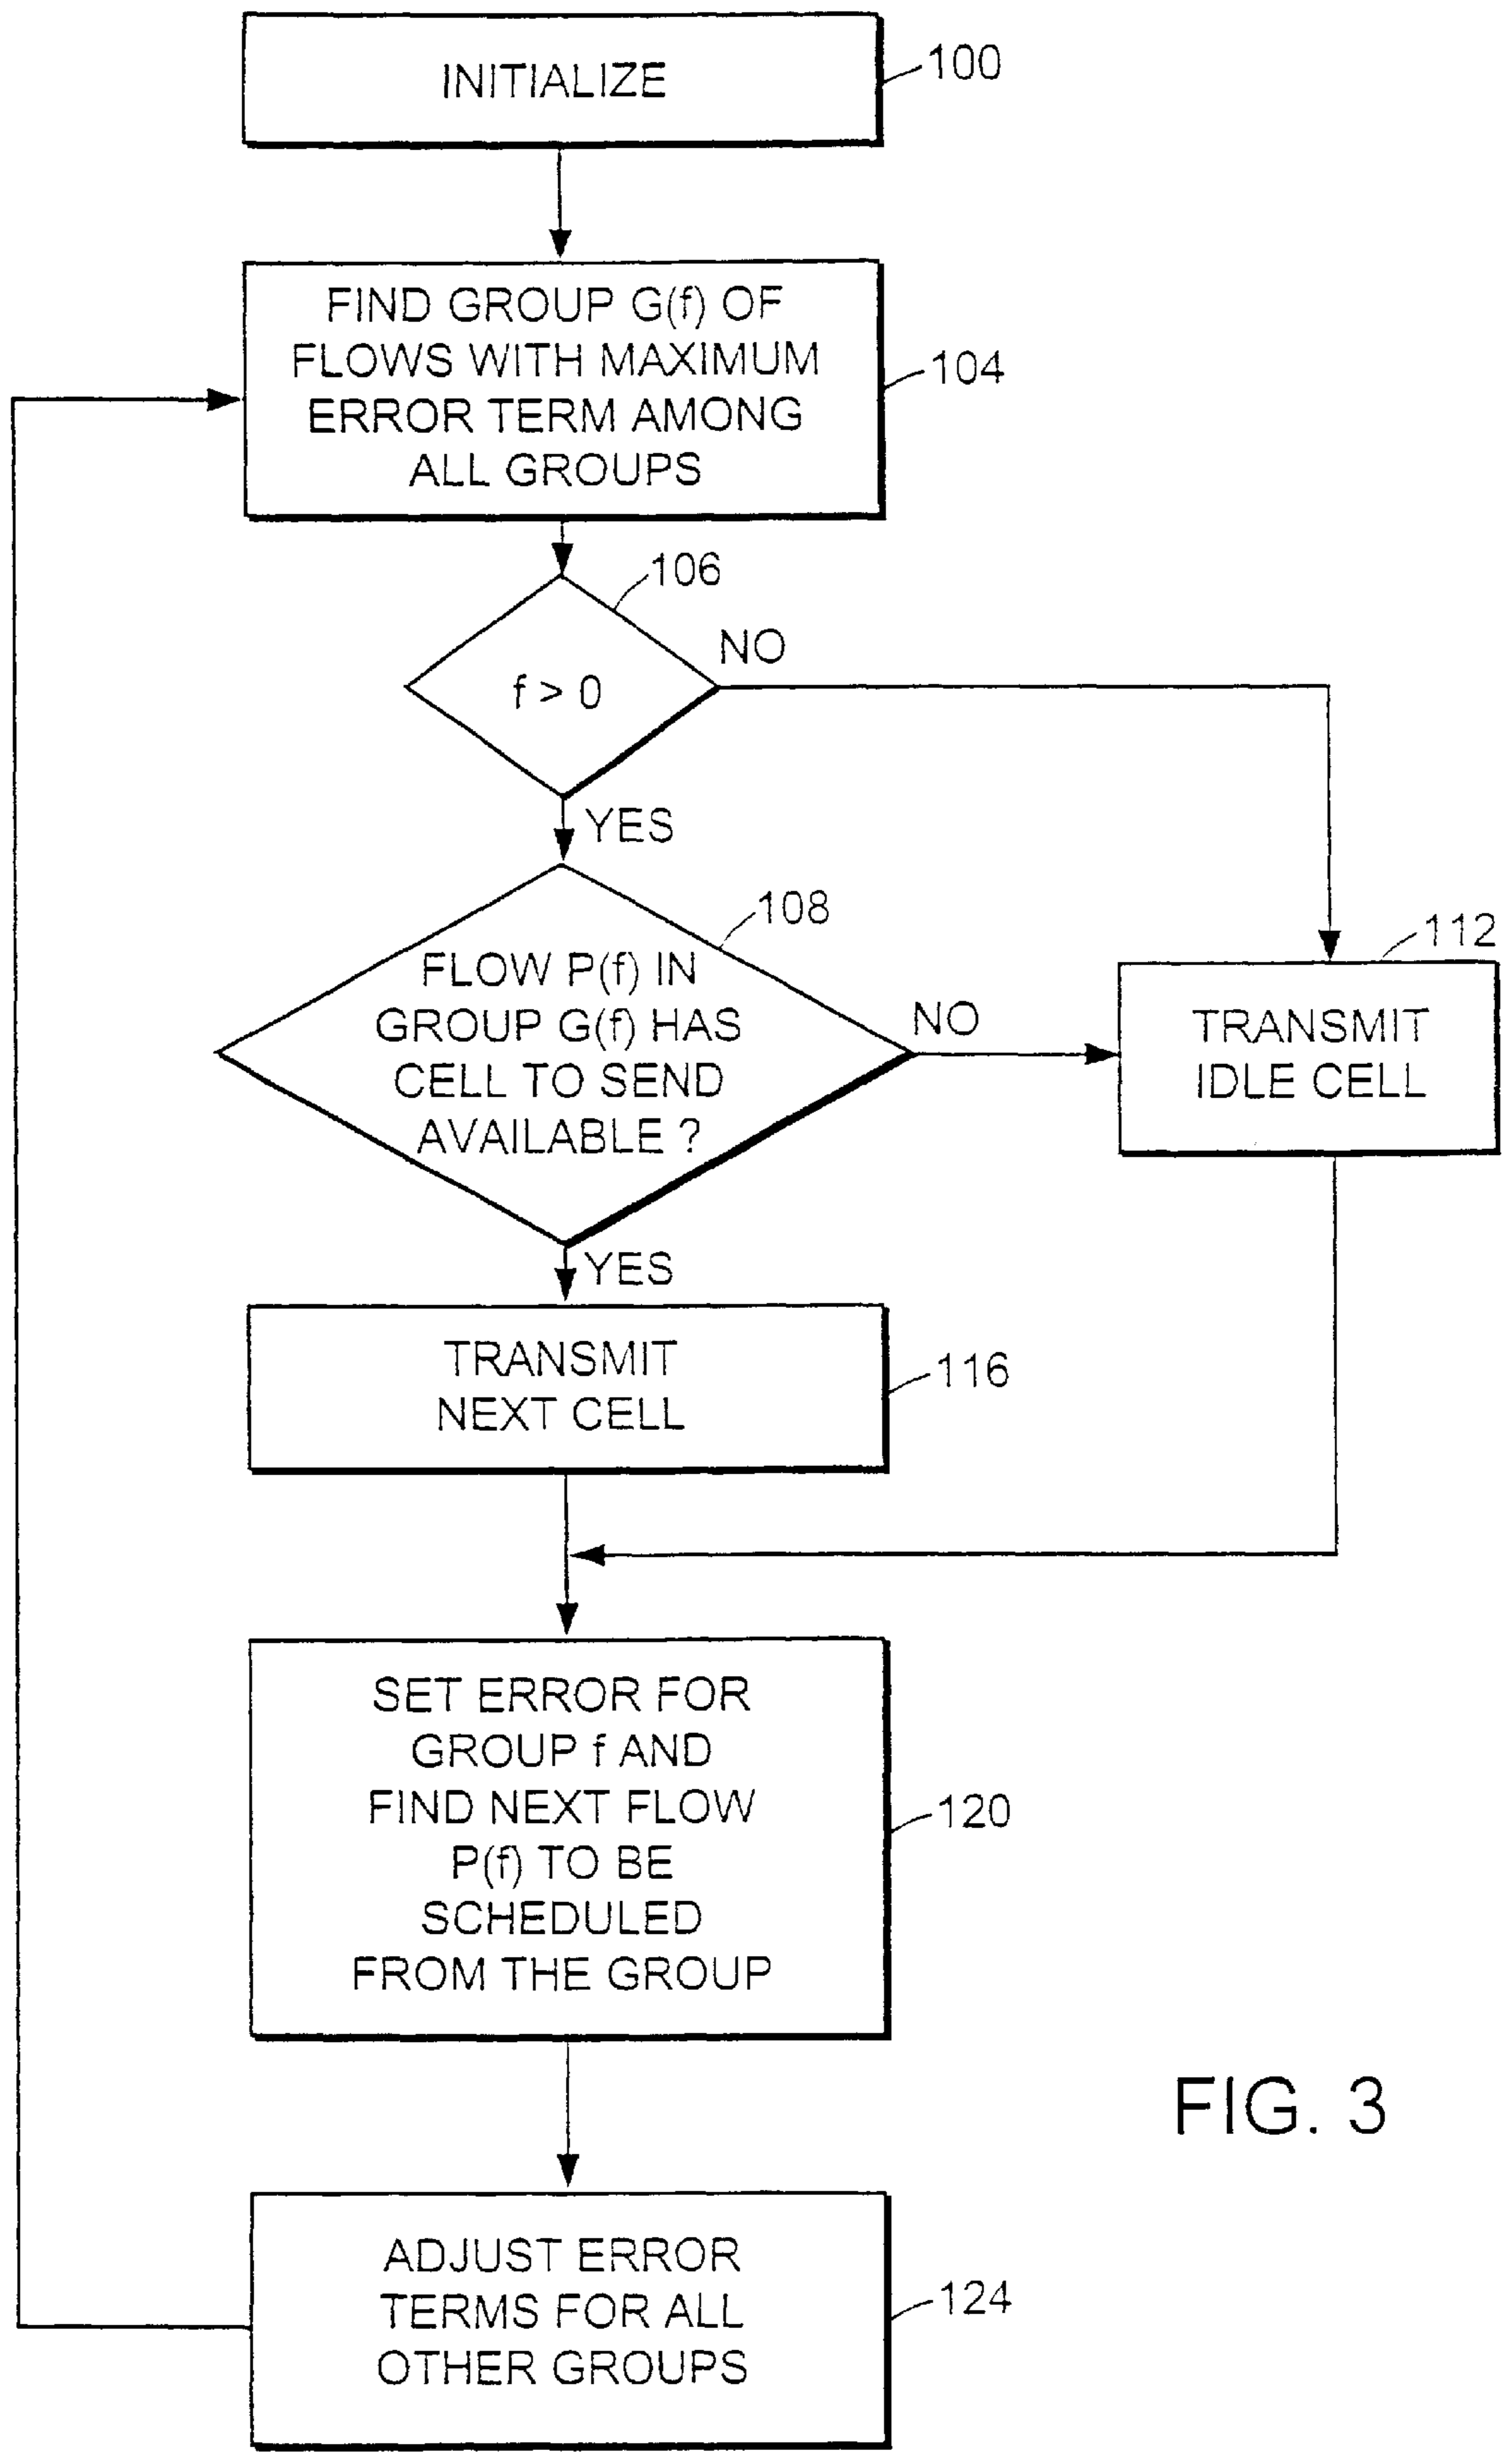 INITIALIZE
100
FIND GROUP G(f) OF
FLOWS WITH MAXIMUM
ERROR TERM AMONG
ALL GROUPS
104
106
f > 0
NO
YES
108
FLOW P(f) IN
GROUP G(f) HAS
CELL TO SEND
AVAILABLE ?
NO
112
TRANSMIT
IDLE CELL
YES
TRANSMIT
NEXT CELL
116
SET ERROR FOR
GROUP f AND
FIND NEXT FLOW
P(f) TO BE
SCHEDULED
FROM THE GROUP
120
FIG. 3
ADJUST ERROR
TERMS FOR ALL
OTHER GROUPS
124